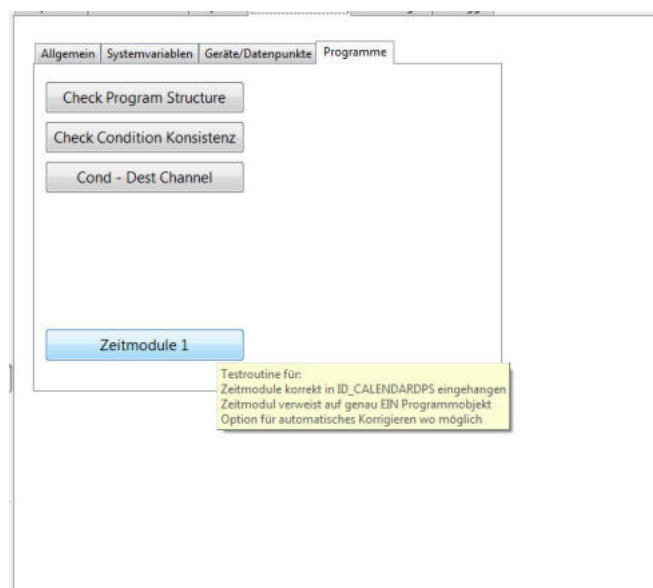 Allgemein Systemvariablen Geräte/Datenpunkte Programme
Check Program Structure
Check Condition Konsistenz
Cond - Dest Channel
Zeitmodule 1
Testroutine für:
Zeitmodule korrekt in ID_CALENDARDPS eingehangen
Zeitmodul verweist auf genau EIN Programmobjekt
Option für automatisches Korrigieren wo möglich